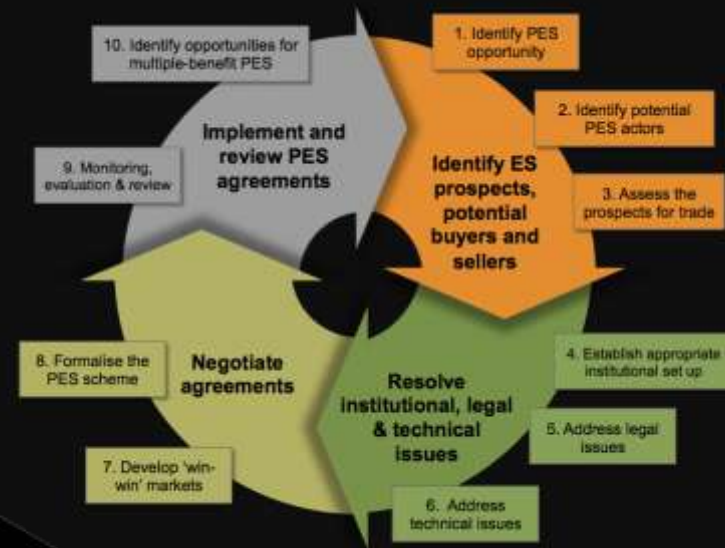 1. Identify PES
opportunity
2. Identify potential
PES actors
3. Assess the
prospects for trade
Identify ES
prospects,
potential
buyers and
sellers
4. Establish appropriate
institutional set up
5. Address legal
issues
6. Address
technical issues
Resolve
institutional, legal
& technical
issues
7. Develop 'win-
win' markets
8. Formalise the
PES scheme
Negotiate
agreements
9. Monitoring,
evaluation & review
10. Identify opportunities for
multiple-benefit PES
Implement and
review PES
agreements